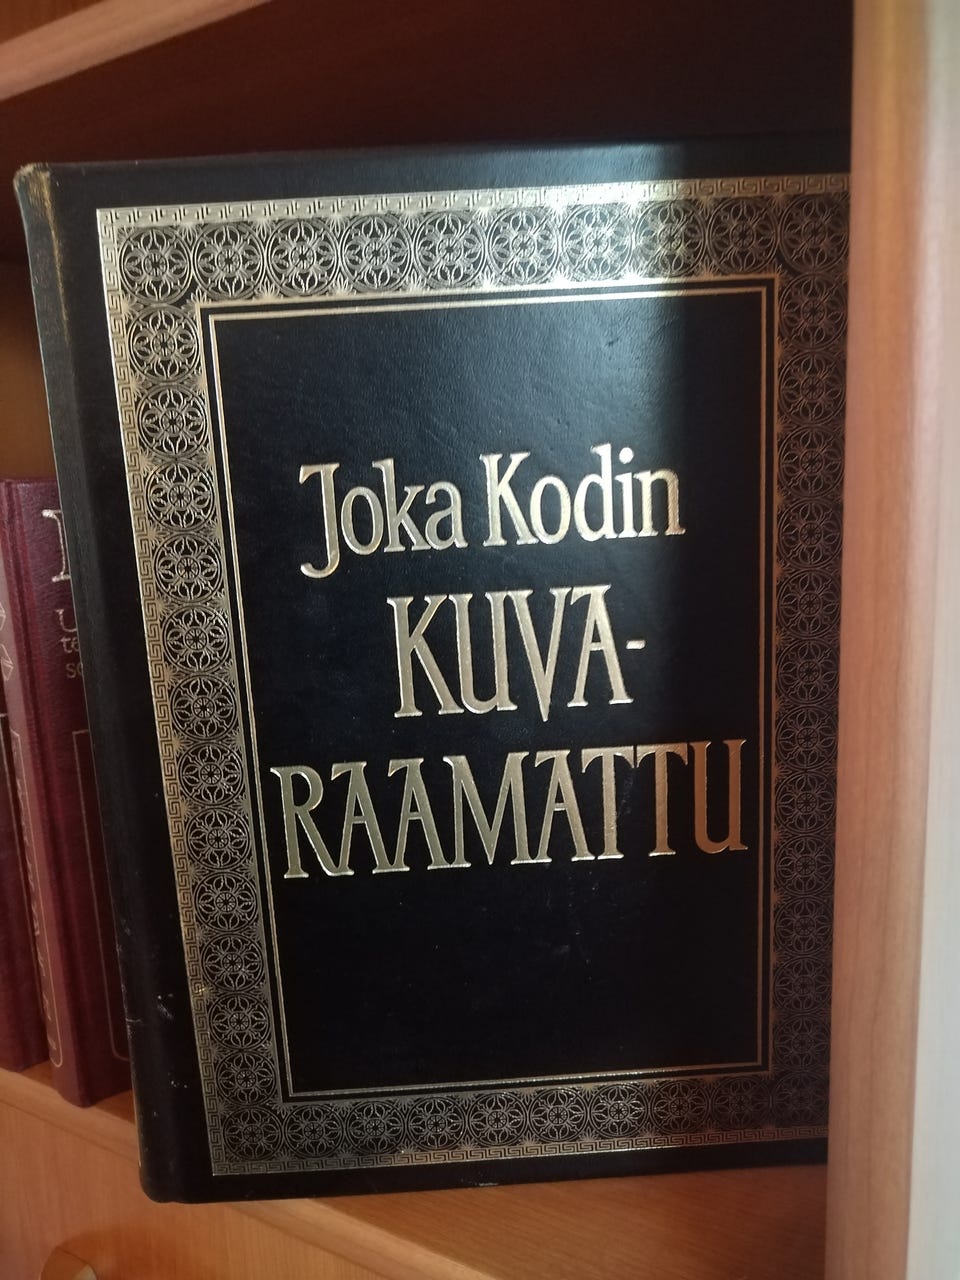 Joka Kodin
KUVA-
RAAMATTU